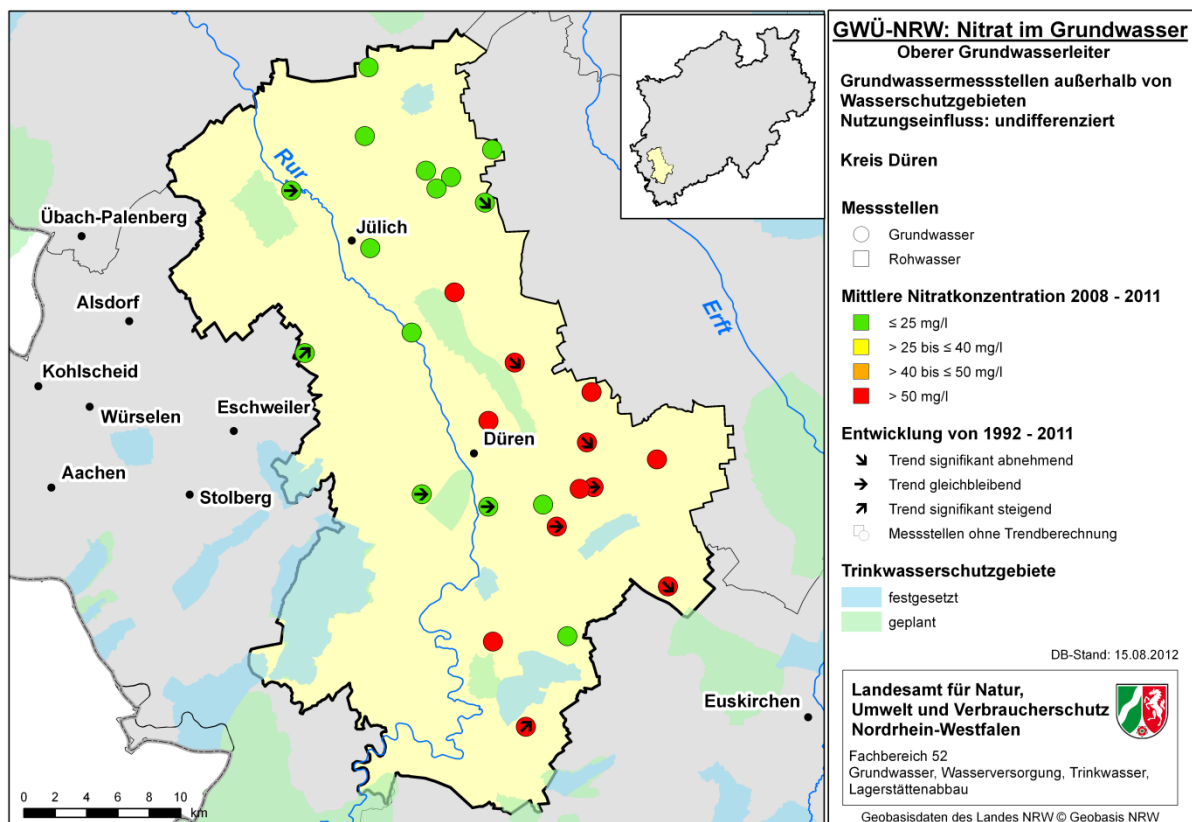 Rur
Übach-Palenberg
Jülich
Alsdorf
Erft
Kohlscheid
Würselen
Eschweiler
Düren
Aachen
Stolberg
Euskirchen
0 2 4 6 8 10
km
GWÜ-NRW: Nitrat im Grundwasser
Oberer Grundwasserleiter
Grundwassermessstellen außerhalb von
Wasserschutzgebieten
Nutzungseinfluss: undifferenziert
Kreis Düren
Messstellen
Grundwasser
Rohwasser
Mittlere Nitratkonzentration 2008 - 2011
≤ 25 mg/l
> 25 bis ≤ 40 mg/l
> 40 bis ≤ 50 mg/l
> 50 mg/l
Entwicklung von 1992 - 2011
Trend signifikant abnehmend
Trend gleichbleibend
Trend signifikant steigend
Messstellen ohne Trendberechnung
Trinkwasserschutzgebiete
festgesetzt
geplant
DB-Stand: 15.08.2012
Landesamt für Natur,
Umwelt und Verbraucherschutz
Nordrhein-Westfalen
Fachbereich 52
Grundwasser, Wasserversorgung, Trinkwasser,
Lagerstättenabbau
Geobasisdaten des Landes NRW © Geobasis NRW